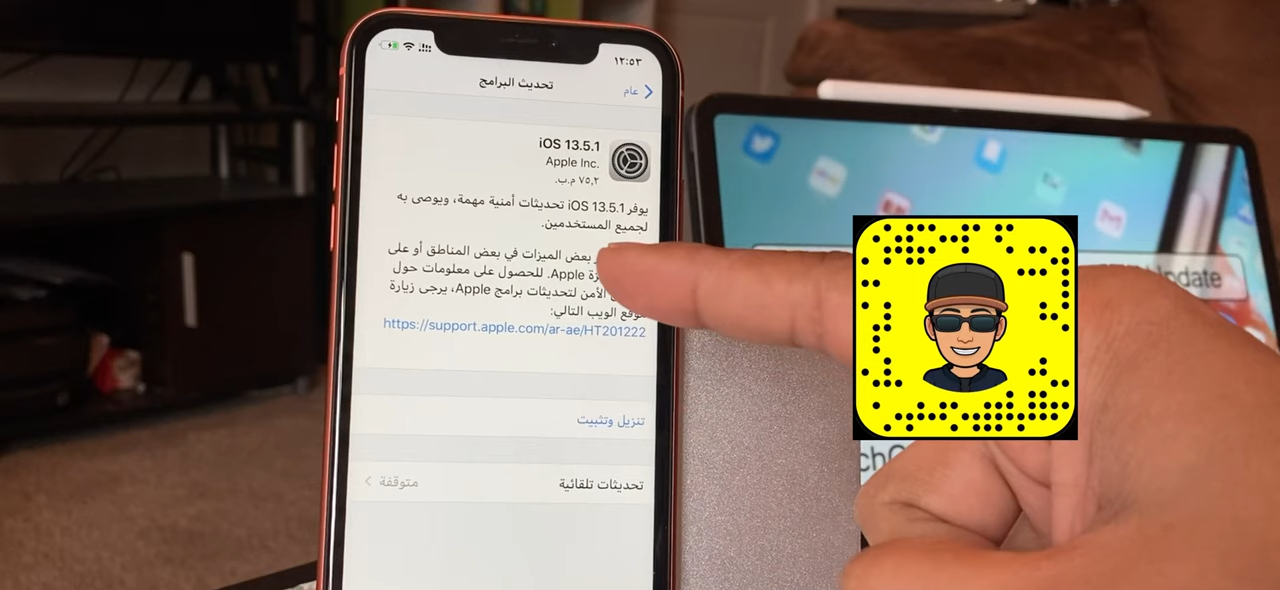 ١٢:٥٣
عام
تحديث البرامج
iOS 13.5.1
Apple Inc.
٧٥,٢ م.ب.
يوفر iOS 13.5.1 تحديثات أمنية مهمة، ويوصى به
لجميع المستخدمين.
بعض الميزات في بعض المناطق أو على
Apple. للحصول على معلومات حول
الأمن لتحديثات برامج Apple، يرجى زيارة
موقع الويب التالي:
https://support.apple.com/ar-ae/HT201222
تنزيل وتثبيت
تحديثات تلقائية
متوقفة
Update